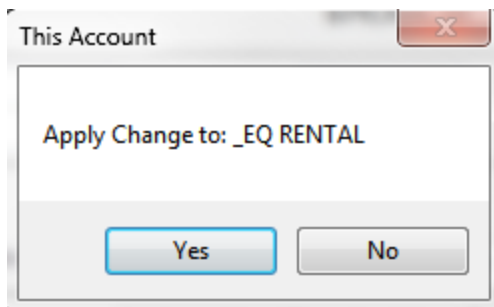 This Account
Apply Change to: _EQ RENTAL
Yes
No